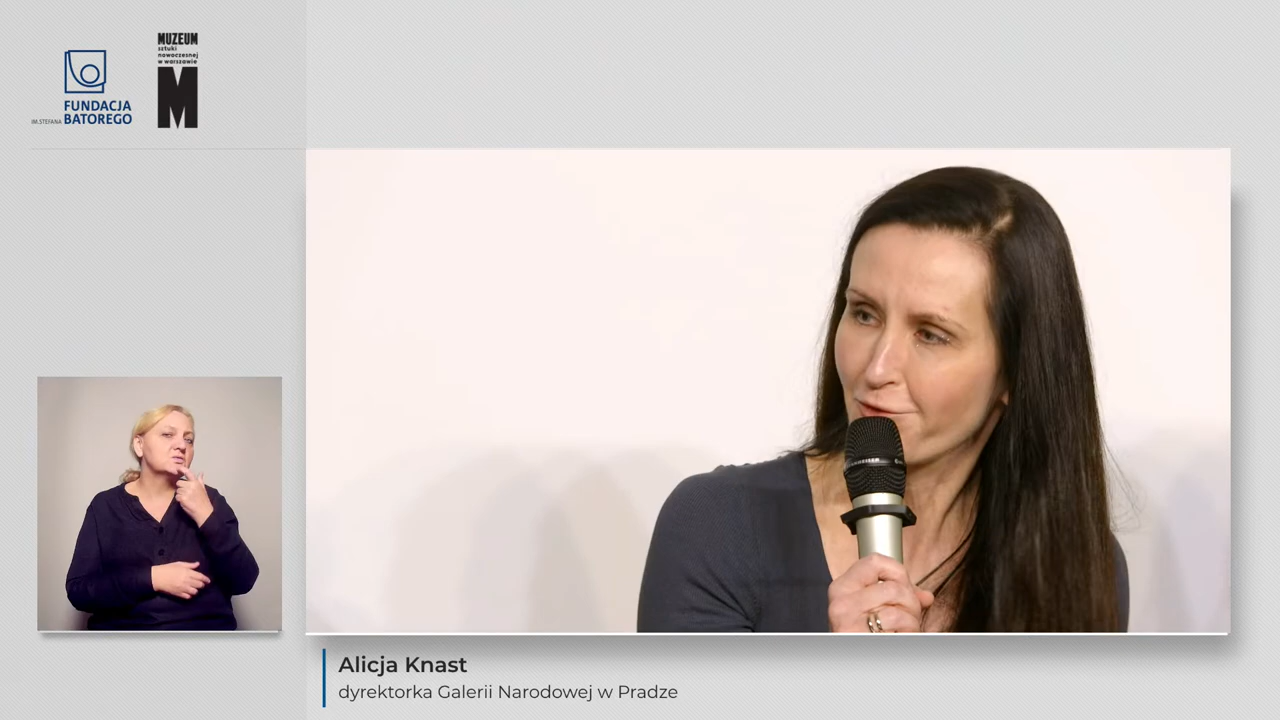 MUZEUM
sztuki
nowoczesnej
w warszawie
M
FUNDACJA
IM. STEFANA BATOREGO
Alicja Knast
dyrektorka Galerii Narodowej w Pradze